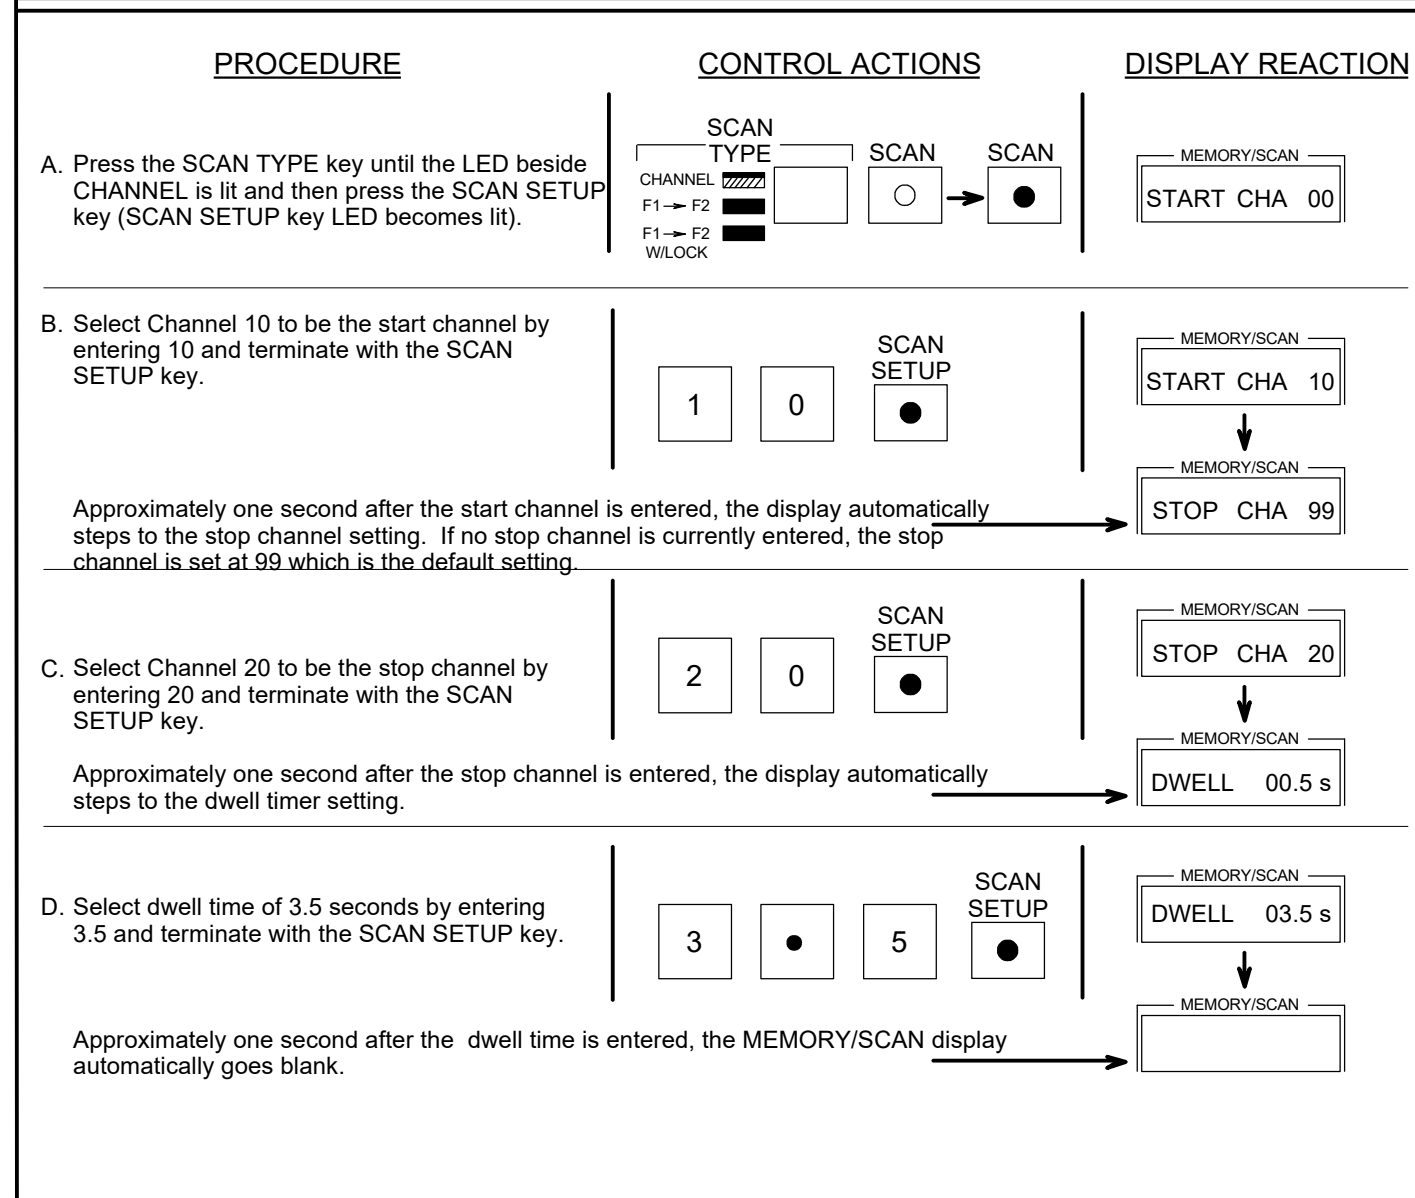 PROCEDURE
CONTROL ACTIONS
DISPLAY REACTION
A. Press the SCAN TYPE key until the LED beside
CHANNEL is lit and then press the SCAN SETUP
key (SCAN SETUP key LED becomes lit).
SCAN
TYPE
CHANNEL
F1 → F2
F1 → F2
W/LOCK
SCAN
SCAN
MEMORY/SCAN
START CHA 00
B. Select Channel 10 to be the start channel by
entering 10 and terminate with the SCAN
SETUP key.
1
0
SCAN
SETUP
MEMORY/SCAN
START CHA 10
MEMORY/SCAN
STOP CHA 99
Approximately one second after the start channel is entered, the display automatically
steps to the stop channel setting. If no stop channel is currently entered, the stop
channel is set at 99 which is the default setting.
C. Select Channel 20 to be the stop channel by
entering 20 and terminate with the SCAN
SETUP key.
2
0
SCAN
SETUP
MEMORY/SCAN
STOP CHA 20
MEMORY/SCAN
DWELL 00.5 s
Approximately one second after the stop channel is entered, the display automatically
steps to the dwell timer setting.
D. Select dwell time of 3.5 seconds by entering
3.5 and terminate with the SCAN SETUP key.
3
•
5
SCAN
SETUP
MEMORY/SCAN
DWELL 03.5 s
MEMORY/SCAN
Approximately one second after the dwell time is entered, the MEMORY/SCAN display
automatically goes blank.